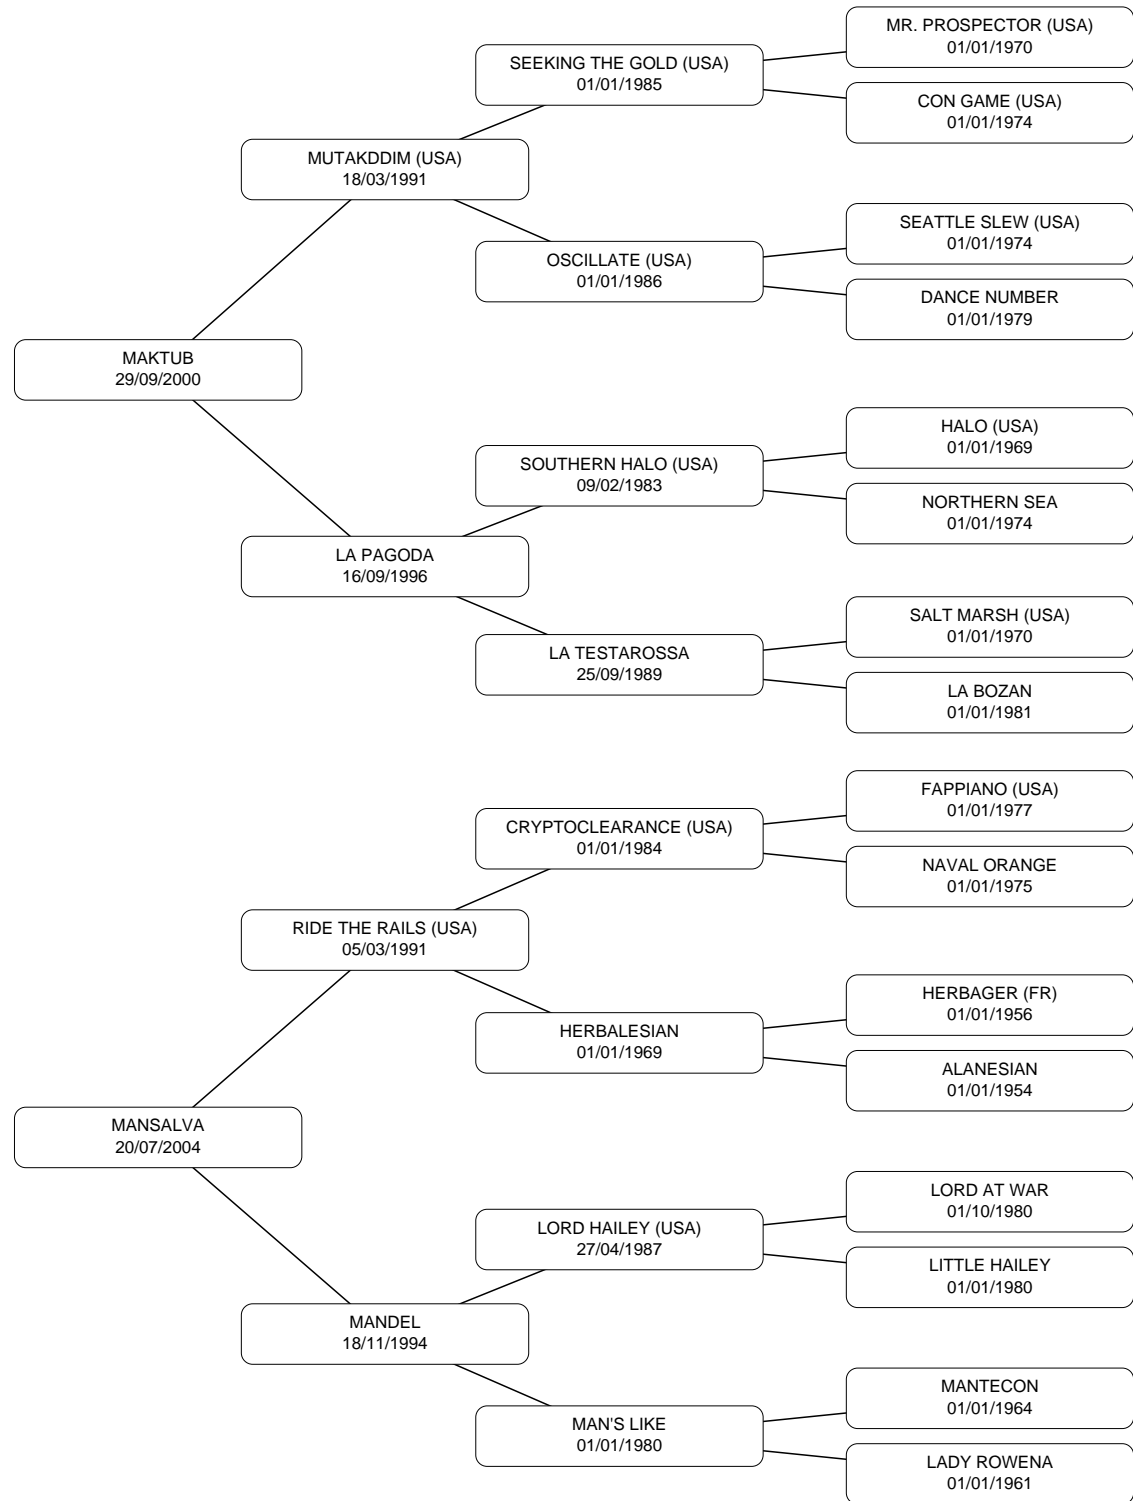 MR. PROSPECTOR (USA)
01/01/1970
SEEKING THE GOLD (USA)
01/01/1985
CON GAME (USA)
01/01/1974
MUTAKDDIM (USA)
18/03/1991
SEATTLE SLEW (USA)
01/01/1974
OSCILLATE (USA)
01/01/1986
DANCE NUMBER
01/01/1979
MAKTUB
29/09/2000
HALO (USA)
01/01/1969
SOUTHERN HALO (USA)
09/02/1983
NORTHERN SEA
01/01/1974
LA PAGODA
16/09/1996
SALT MARSH (USA)
01/01/1970
LA TESTAROSSA
25/09/1989
LA BOZAN
01/01/1981
FAPPIANO (USA)
01/01/1977
CRYPTOCLEARANCE (USA)
01/01/1984
NAVAL ORANGE
01/01/1975
RIDE THE RAILS (USA)
05/03/1991
HERBAGER (FR)
01/01/1956
HERBALESIAN
01/01/1969
ALANESIAN
01/01/1954
MANSALVA
20/07/2004
LORD AT WAR
01/10/1980
LORD HAILEY (USA)
27/04/1987
LITTLE HAILEY
01/01/1980
MANDEL
18/11/1994
MANTECON
01/01/1964
MAN'S LIKE
01/01/1980
LADY ROWENA
01/01/1961